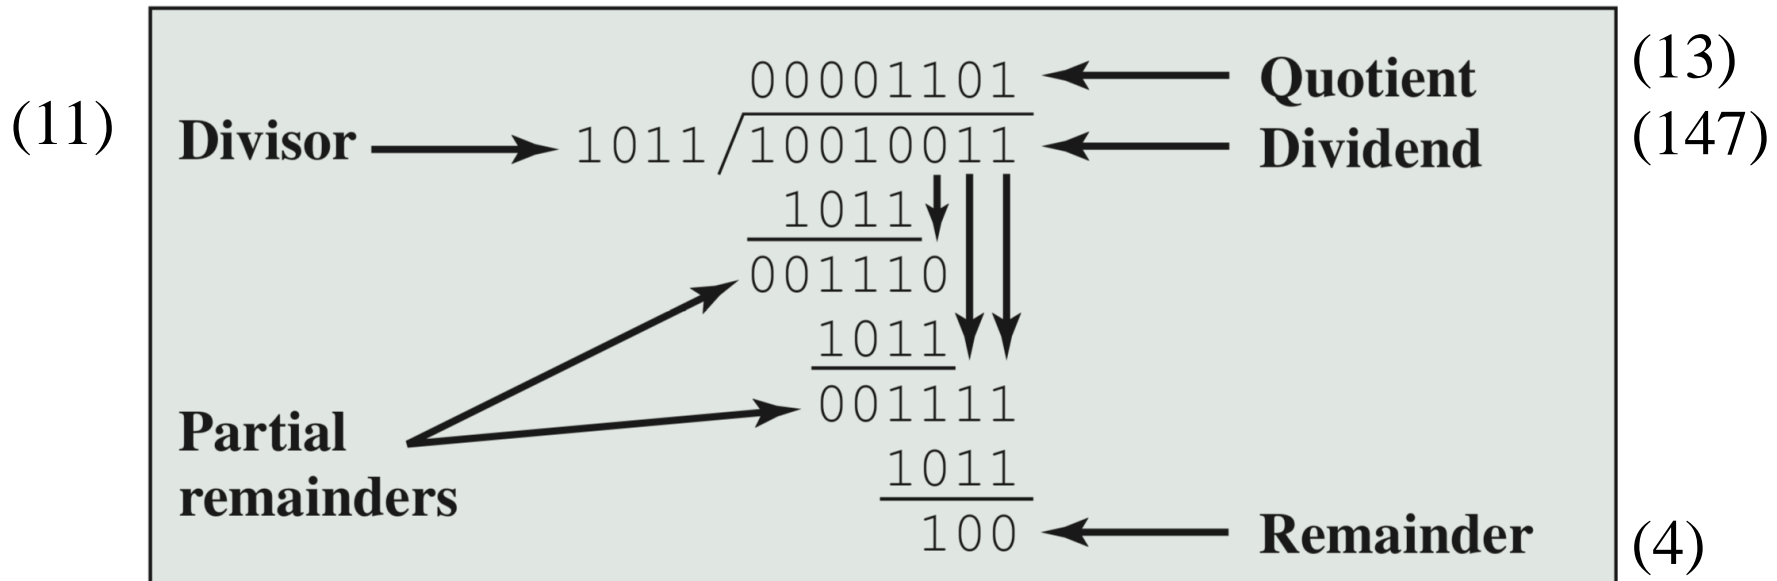 00001101 Quotient (13)
(11) Divisor 1011 10010011 Dividend (147)
1011
001110
1011
Partial 001111
remainders 1011
100 Remainder (4)